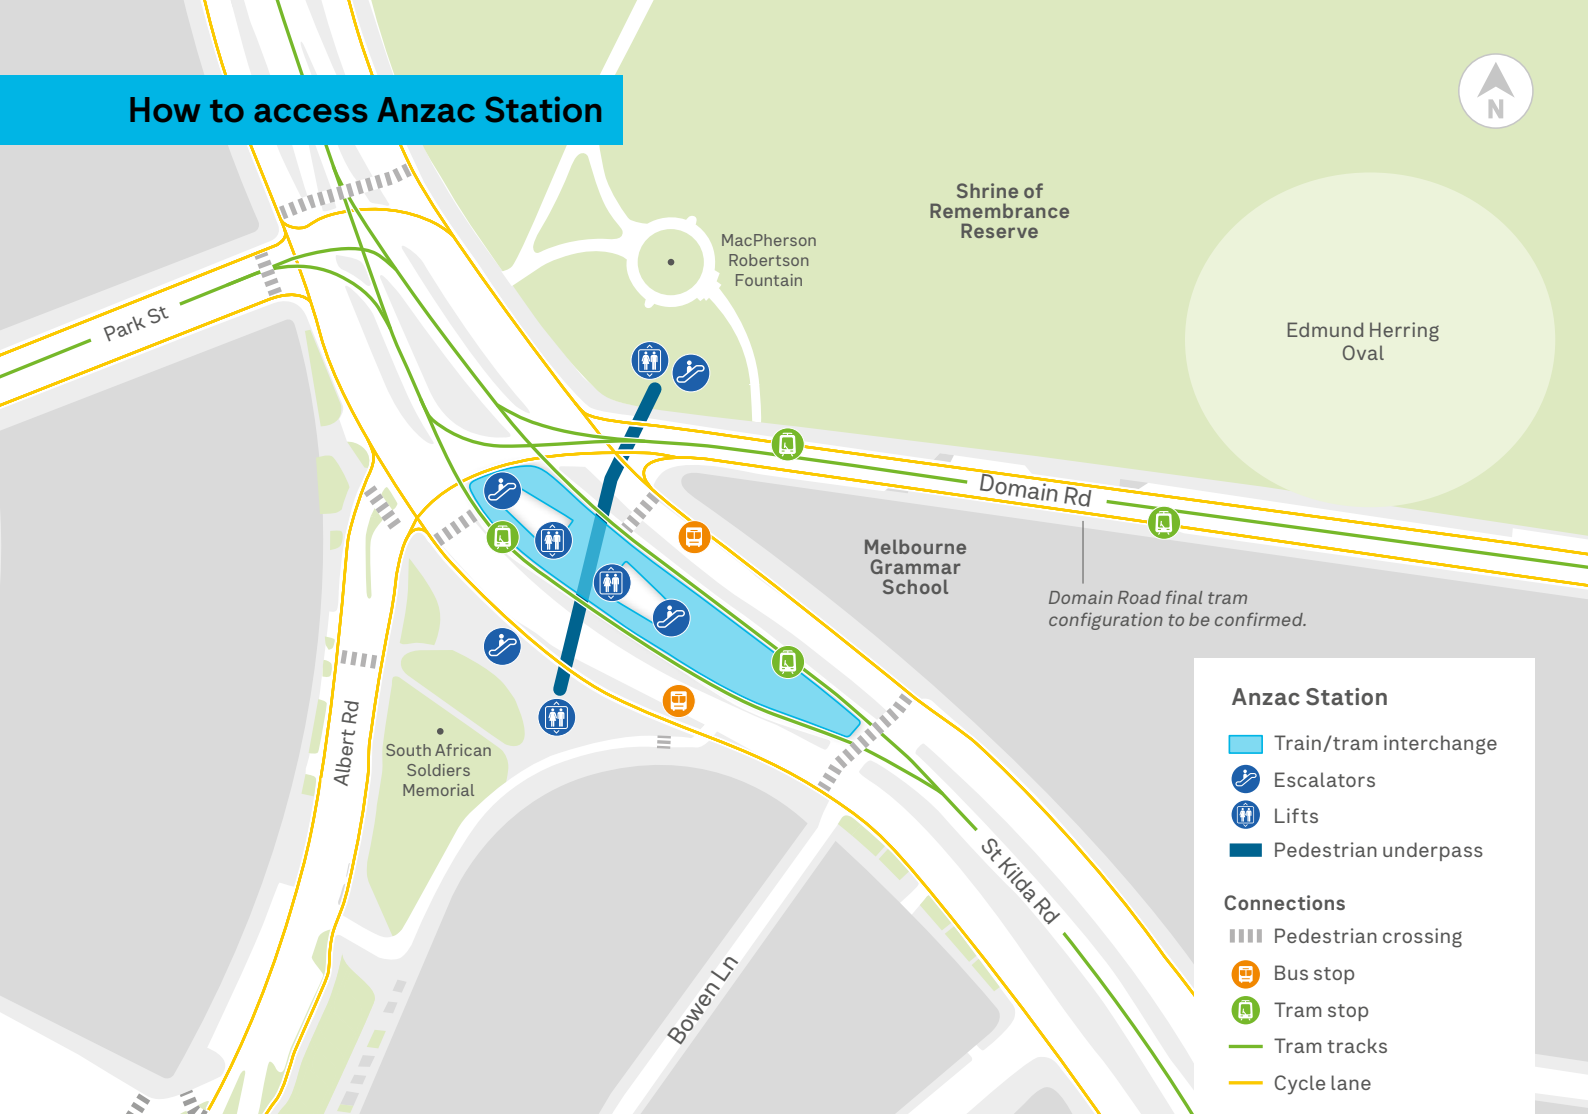 How to access Anzac Station
N
Shrine of
Remembrance
Reserve
MacPherson
Robertson
Fountain
Edmund Herring
Oval
Park St
Domain Rd
Melbourne
Grammar
School
Domain Road final tram
configuration to be confirmed.
Albert Rd
South African
Soldiers
Memorial
St Kilda Rd
Bowen Ln
Anzac Station
Train/tram interchange
Escalators
Lifts
Pedestrian underpass
Connections
Pedestrian crossing
Bus stop
Tram stop
Tram tracks
Cycle lane